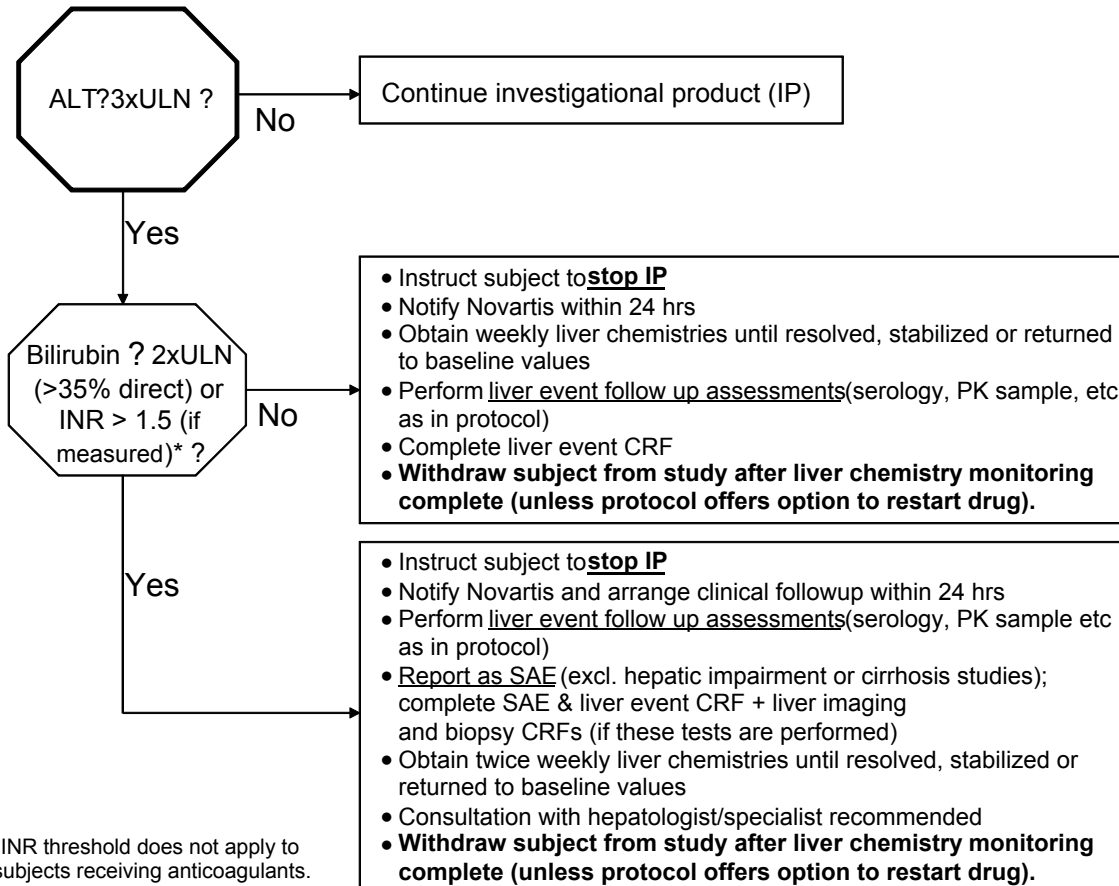 ALT?3xULN ?
No
Continue investigational product (IP)
Yes
Bilirubin ? 2xULN
(>35% direct) or
INR > 1.5 (if
measured)* ?
No
• Instruct subject to stop IP
• Notify Novartis within 24 hrs
• Obtain weekly liver chemistries until resolved, stabilized or returned
to baseline values
• Perform liver event follow up assessments(serology, PK sample, etc
as in protocol)
• Complete liver event CRF
• Withdraw subject from study after liver chemistry monitoring
complete (unless protocol offers option to restart drug).
Yes
• Instruct subject to stop IP
• Notify Novartis and arrange clinical followup within 24 hrs
• Perform liver event follow up assessments(serology, PK sample etc
as in protocol)
• Report as SAE (excl. hepatic impairment or cirrhosis studies);
complete SAE & liver event CRF + liver imaging
and biopsy CRFs (if these tests are performed)
• Obtain twice weekly liver chemistries until resolved, stabilized or
returned to baseline values
• Consultation with hepatologist/specialist recommended
• Withdraw subject from study after liver chemistry monitoring
complete (unless protocol offers option to restart drug).
INR threshold does not apply to
subjects receiving anticoagulants.